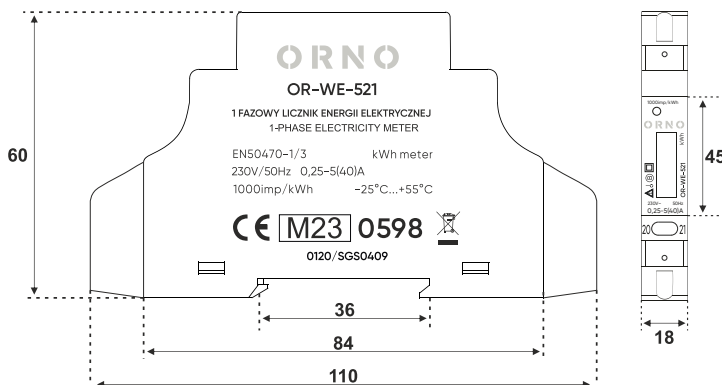 ORNO
OR-WE-521
1 FAZOWY LICZNIK ENERGII ELEKTRYCZNEJ
1-PHASE ELECTRICITY METER
EN50470-1/3 kWh meter
230V/50Hz 0,25-5(40)A
1000imp/kWh -25°C...+55°C
CE M23 0598
0120/SGS0409
60
36
84
110
1000imp/kWh
ORNO
kWh
OR-WE-521
230V~ 50Hz
0,25-5(40)A
20 21
45
18